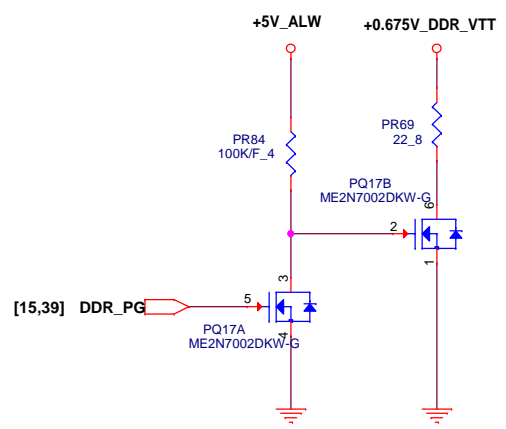 +5V_ALW
+0.675V_DDR_VTT
PR84
100K/F_4
PR69
22_8
PQ17B
ME2N7002DKW-G
6
2
1
3
[15,39] DDR_PG
5
4
PQ17A
ME2N7002DKW-G